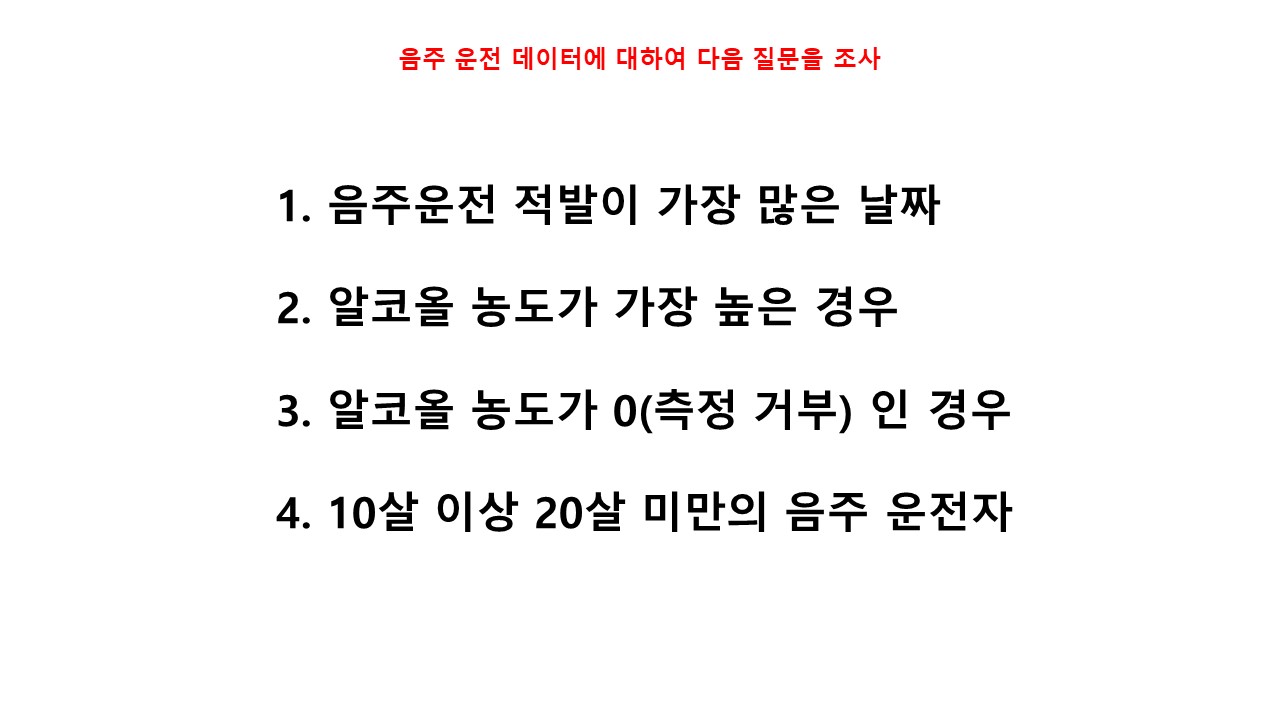 음주 운전 데이터에 대하여 다음 질문을 조사
1. 음주운전 적발이 가장 많은 날짜
2. 알코올 농도가 가장 높은 경우
3. 알코올 농도가 0(측정 거부) 인 경우
4. 10살 이상 20살 미만의 음주 운전자